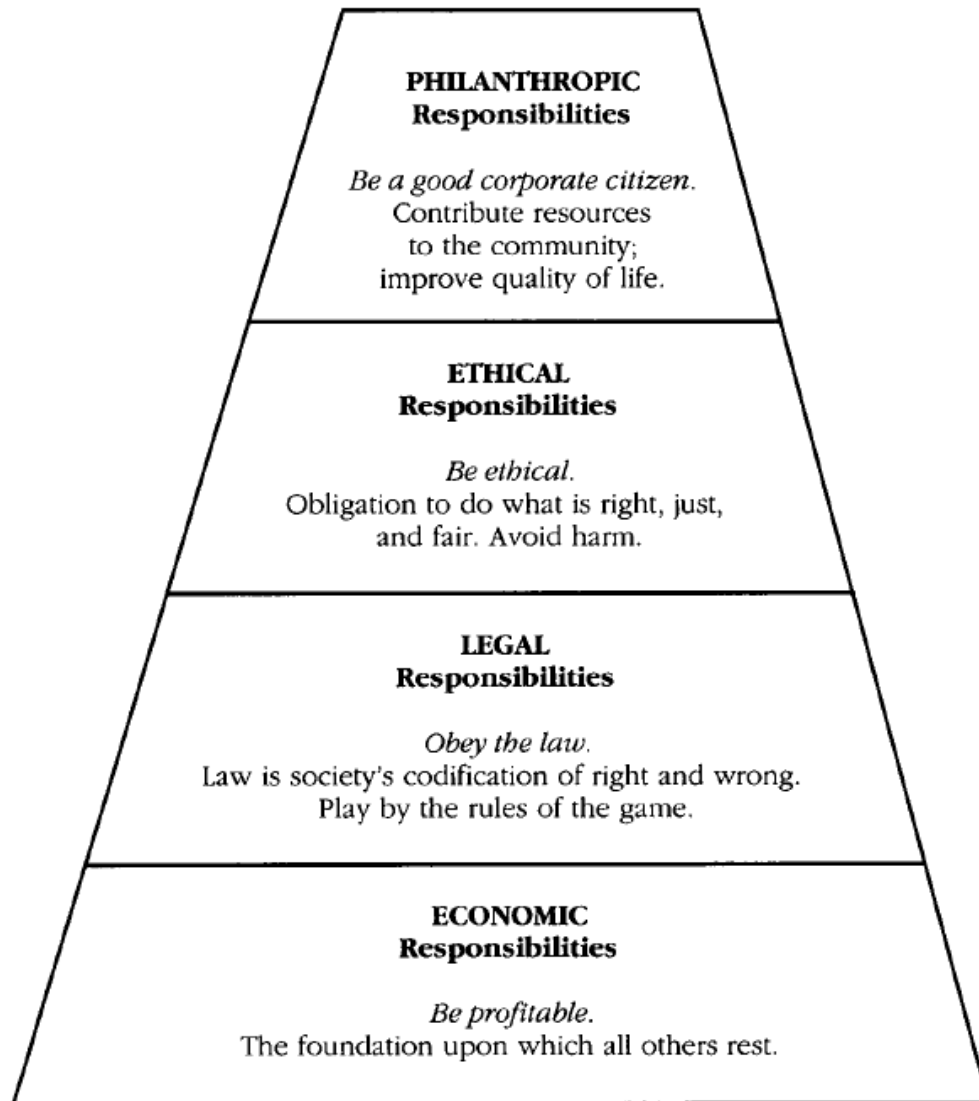 PHILANTHROPIC
Responsibilities
Be a good corporate citizen.
Contribute resources
to the community;
improve quality of life.
ETHICAL
Responsibilities
Be ethical.
Obligation to do what is right, just,
and fair. Avoid harm.
LEGAL
Responsibilities
Obey the law.
Law is society's codification of right and wrong.
Play by the rules of the game.
ECONOMIC
Responsibilities
Be profitable.
The foundation upon which all others rest.